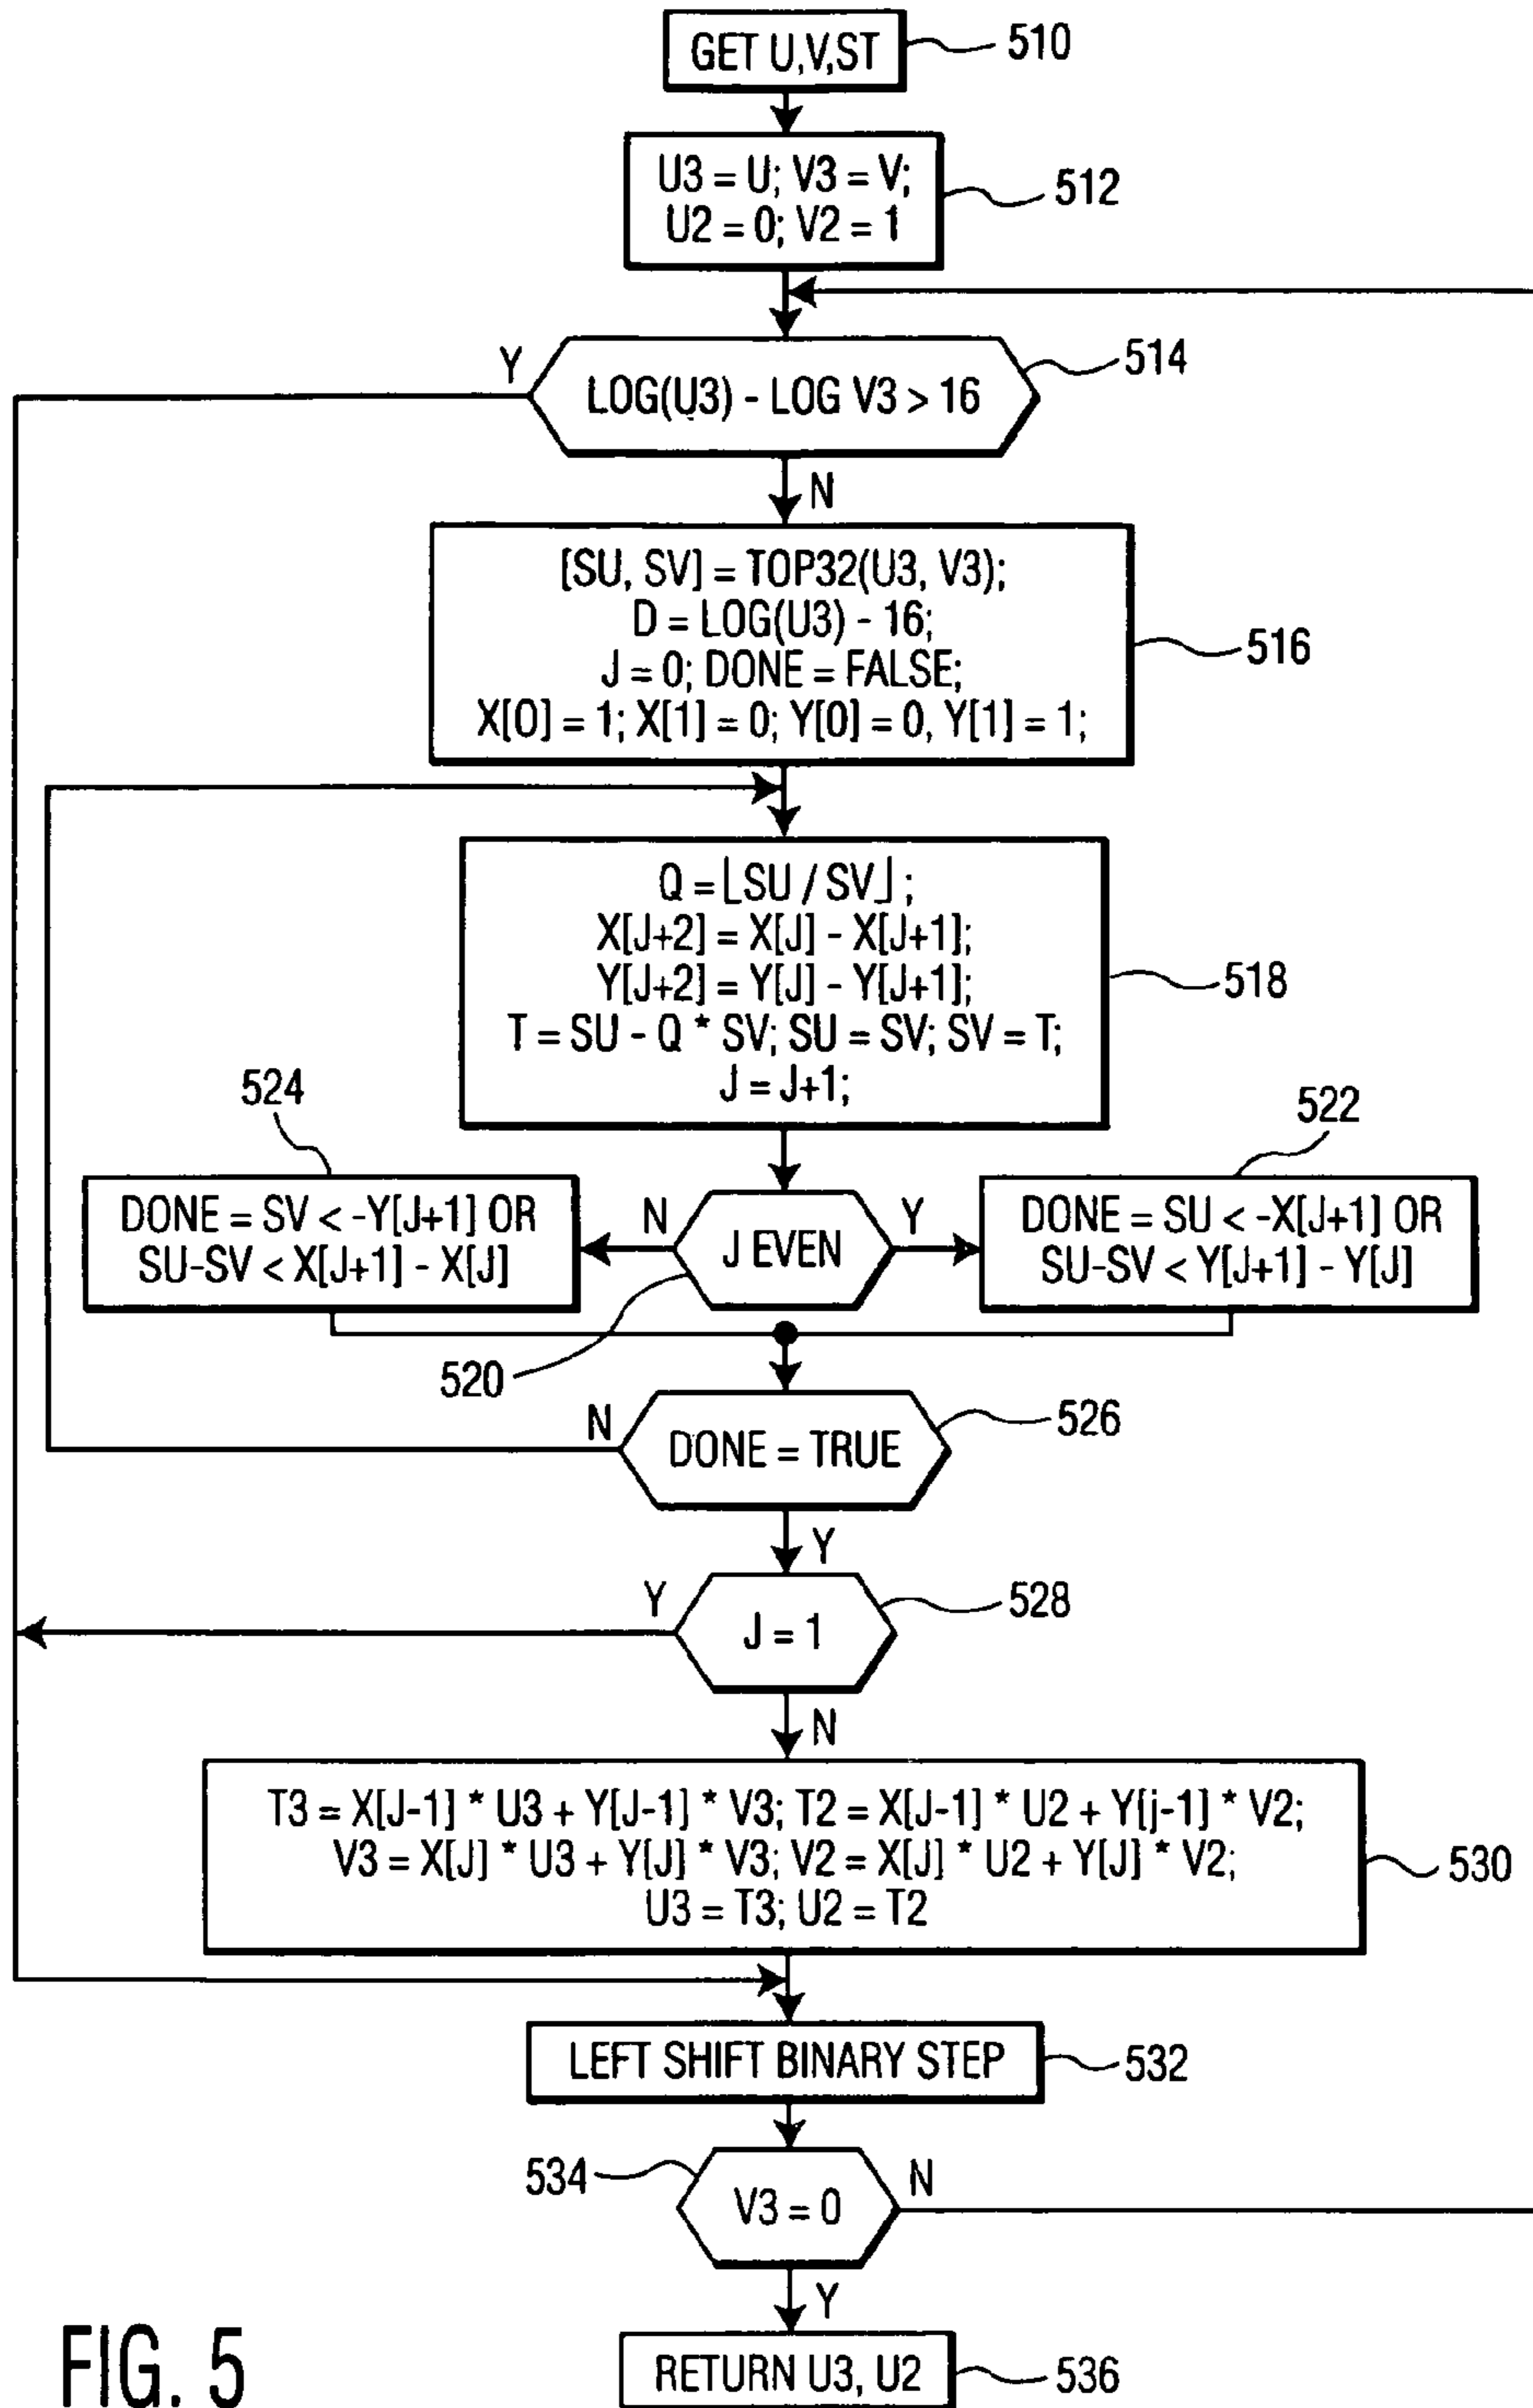 GET U,V,ST
510
U3 = U; V3 = V;
U2 = 0; V2 = 1
512
Y
LOG(U3) - LOG V3 > 16
514
N
[SU, SV] = TOP32(U3, V3);
D = LOG(U3) - 16;
J = 0; DONE = FALSE;
X[0] = 1; X[1] = 0; Y[0] = 0, Y[1] = 1;
516
Q = ⌊SU / SV⌋;
X[J+2] = X[J] - X[J+1];
Y[J+2] = Y[J] - Y[J+1];
T = SU - Q * SV; SU = SV; SV = T;
J = J+1;
518
524
522
DONE = SV < -Y[J+1] OR
SU-SV < X[J+1] - X[J]
N
J EVEN
Y
DONE = SU < -X[J+1] OR
SU-SV < Y[J+1] - Y[J]
520
N
DONE = TRUE
526
Y
Y
J = 1
528
N
T3 = X[J-1] * U3 + Y[J-1] * V3; T2 = X[J-1] * U2 + Y[j-1] * V2;
V3 = X[J] * U3 + Y[J] * V3; V2 = X[J] * U2 + Y[J] * V2;
U3 = T3; U2 = T2
530
LEFT SHIFT BINARY STEP
532
534
V3 = 0
N
Y
RETURN U3, U2
536
FIG. 5